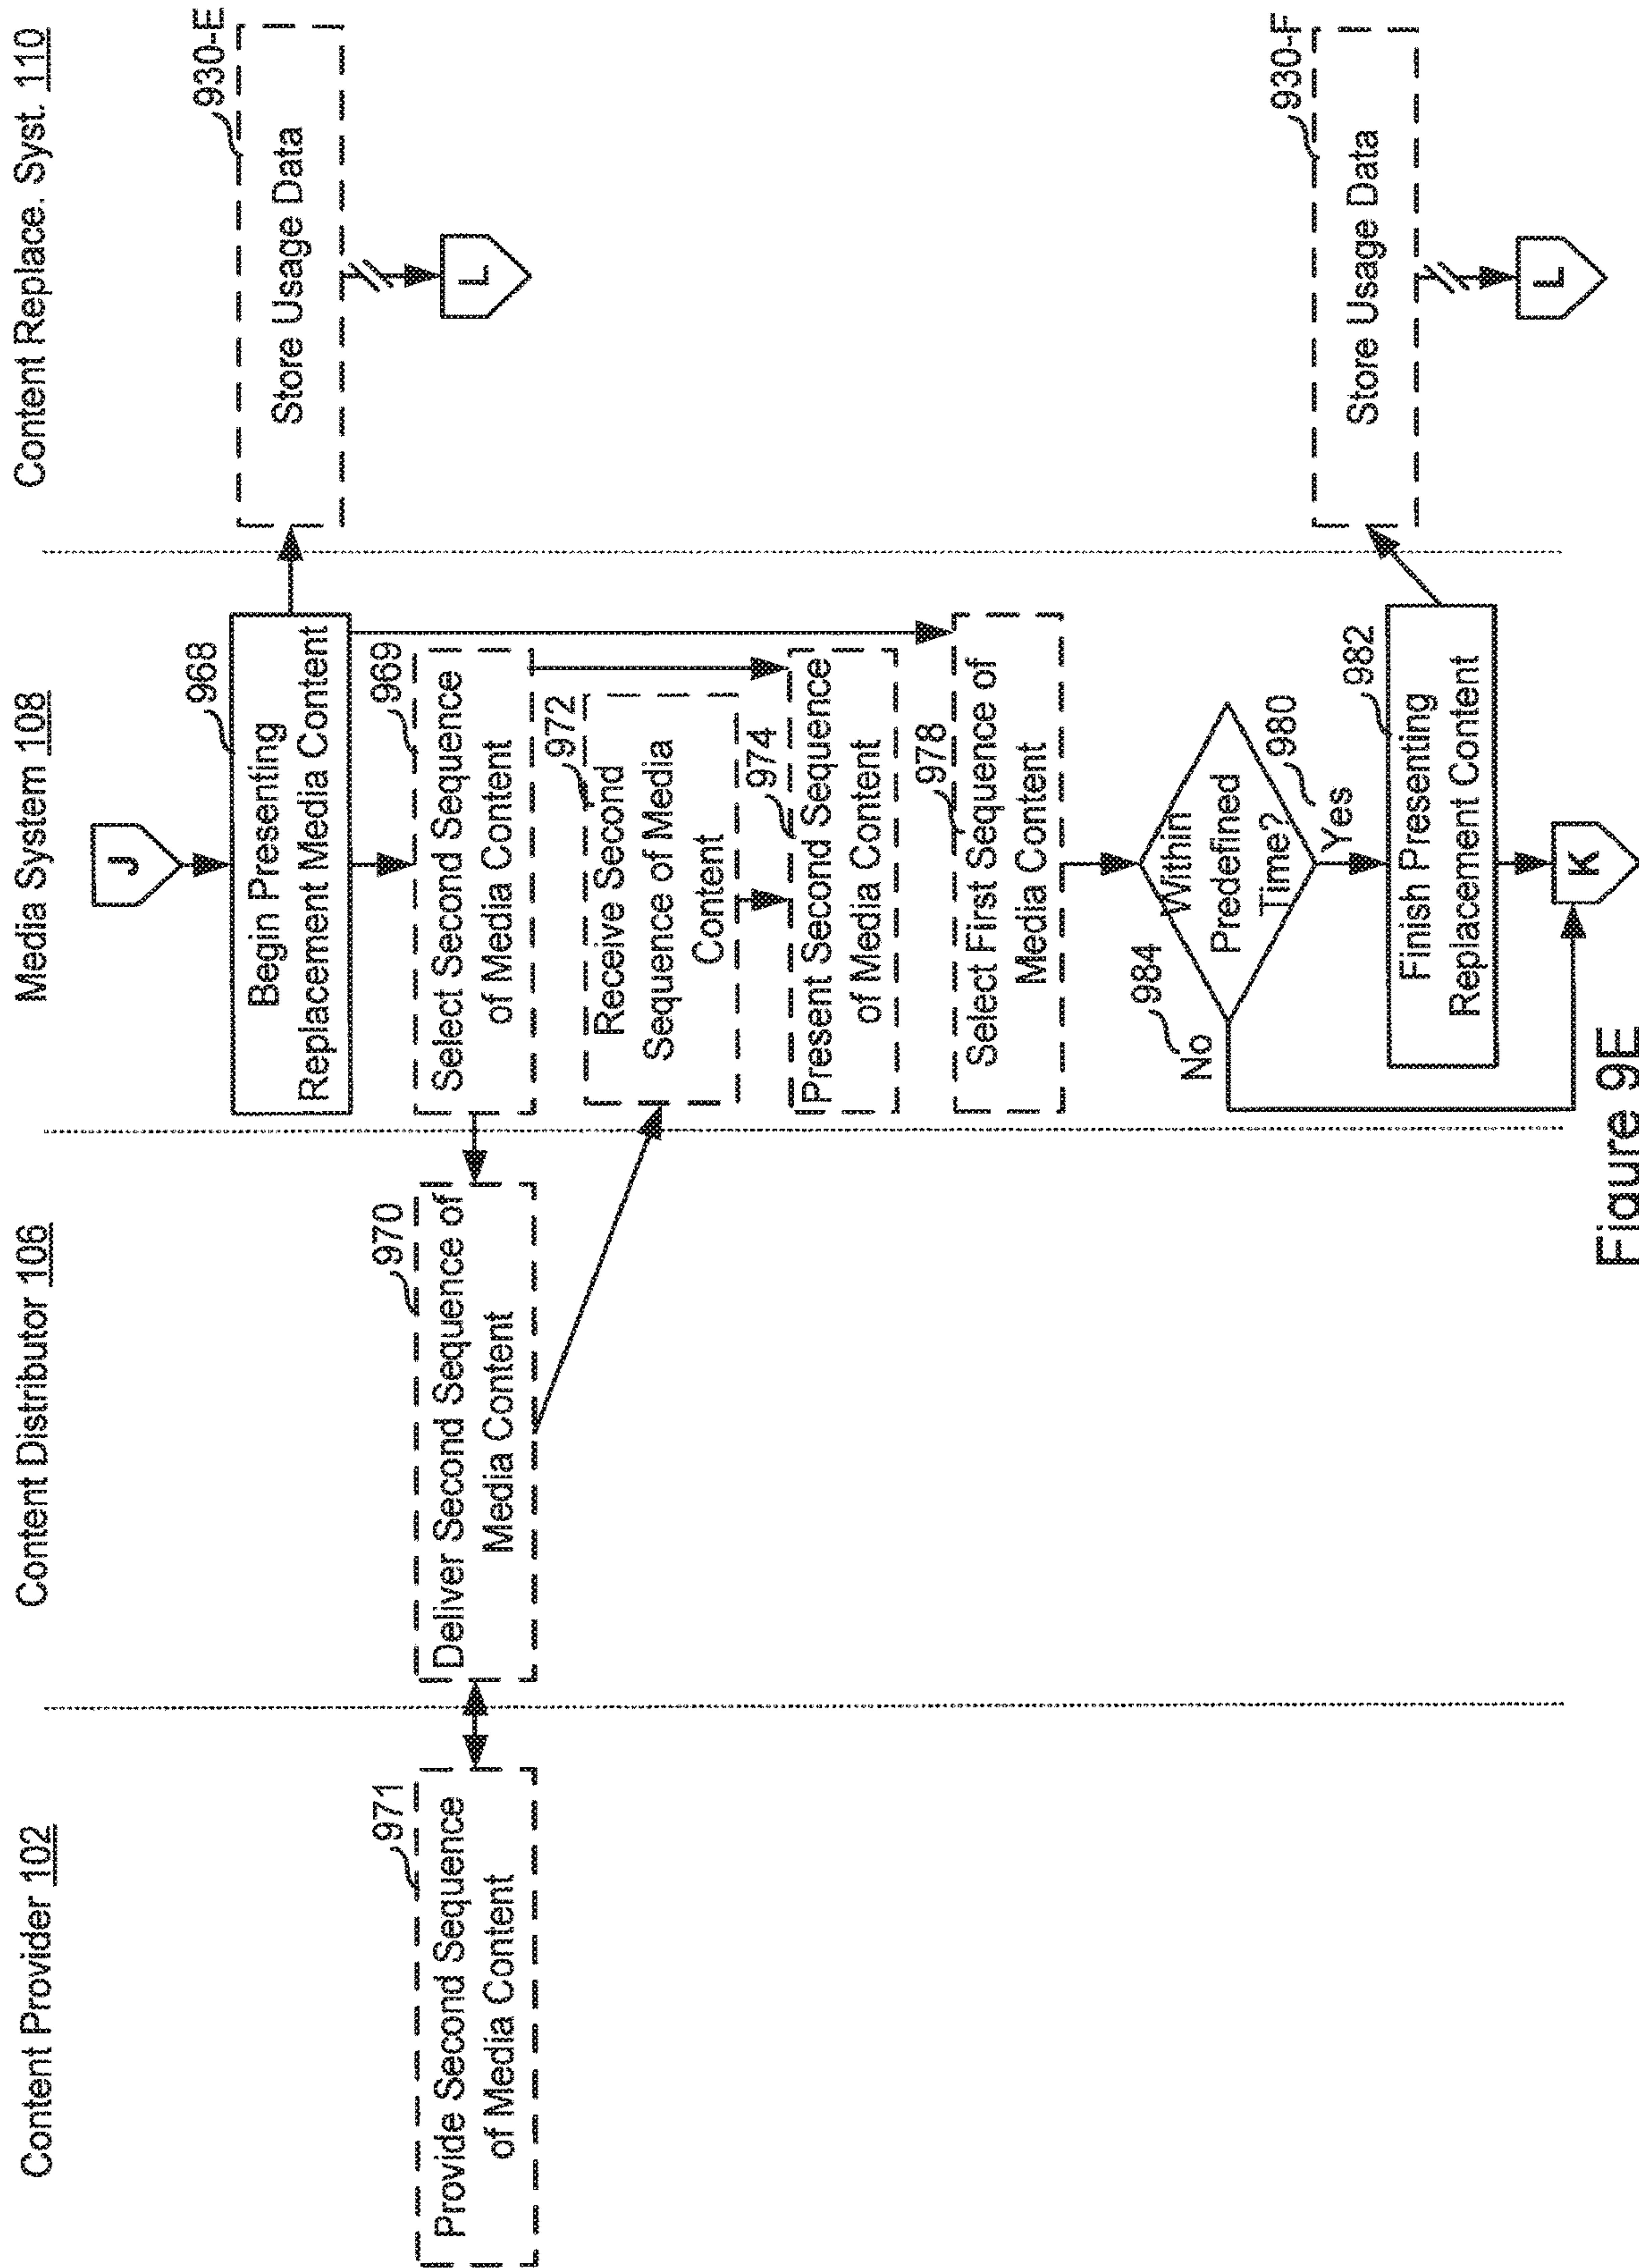 Content Provider 102
Content Distributor 106
Media System 108
Content Replace. Syst. 110
J
968
Begin Presenting
Replacement Media Content
930-E
Store Usage Data
L
971
Provide Second Sequence
of Media Content
970
Deliver Second Sequence of
Media Content
969
Select Second Sequence
of Media Content
972
Receive Second
Sequence of Media
Content
974
Present Second Sequence
of Media Content
978
Select First Sequence of
Media Content
984
No
Within
Predefined
Time?
980
Yes
982
Finish Presenting
Replacement Content
930-F
Store Usage Data
L
K
Figure 9E